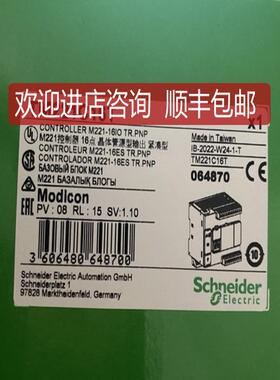 欢迎进店咨询 顺丰包邮
x1
CONTROLLER M221-16IO TR.PNP
M221控制器 16点 晶体管源型输出 紧凑型
CONTROLEUR M221-16ES TR.PNP
CONTROLADOR M221-16ES TR.PNP
БАЗОВЫЙ БЛОК M221
M221 БАЗАЛЫҚ БЛОГЫ
Made in Taiwan
IB-2022-W24-1-T
TM221C16T
064870
Modicon
PV : 08 RL : 15 SV:1.10
3 606480 648700
10
Schneider Electric Automation GmbH
Schneiderplatz 1
97828 Marktheidenfeld, Germany
Schneider
Electric